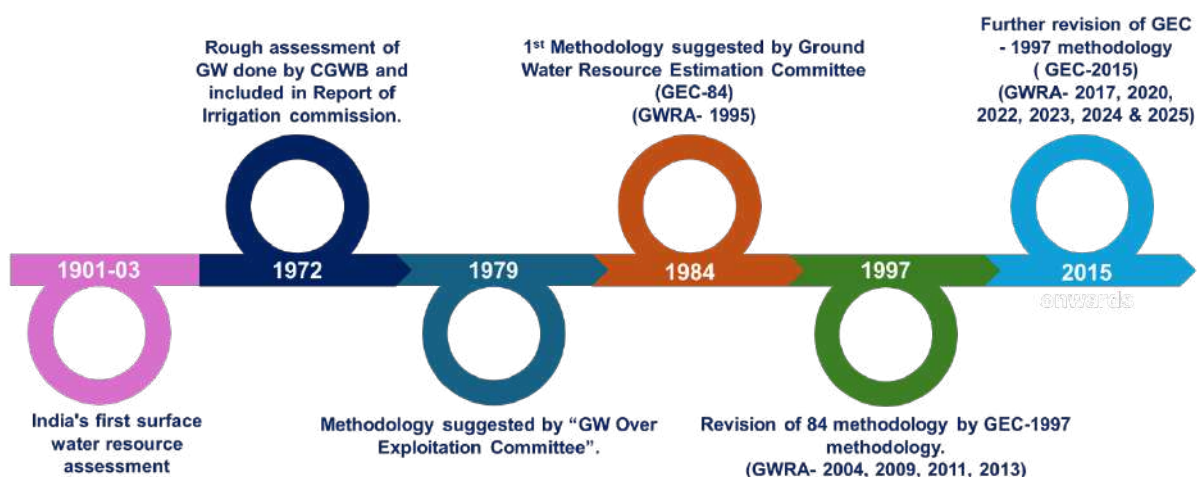 Rough assessment of
GW done by CGWB and
included in Report of
Irrigation commission.
1st Methodology suggested by Ground
Water Resource Estimation Committee
(GEC-84)
(GWRA- 1995)
Further revision of GEC
- 1997 methodology
( GEC-2015)
(GWRA- 2017, 2020,
2022, 2023, 2024 & 2025)
1901-03
1972
1979
1984
1997
2015
onwards
India's first surface
water resource
assessment
Methodology suggested by “GW Over
Exploitation Committee”.
Revision of 84 methodology by GEC-1997
methodology.
(GWRA- 2004, 2009, 2011, 2013)